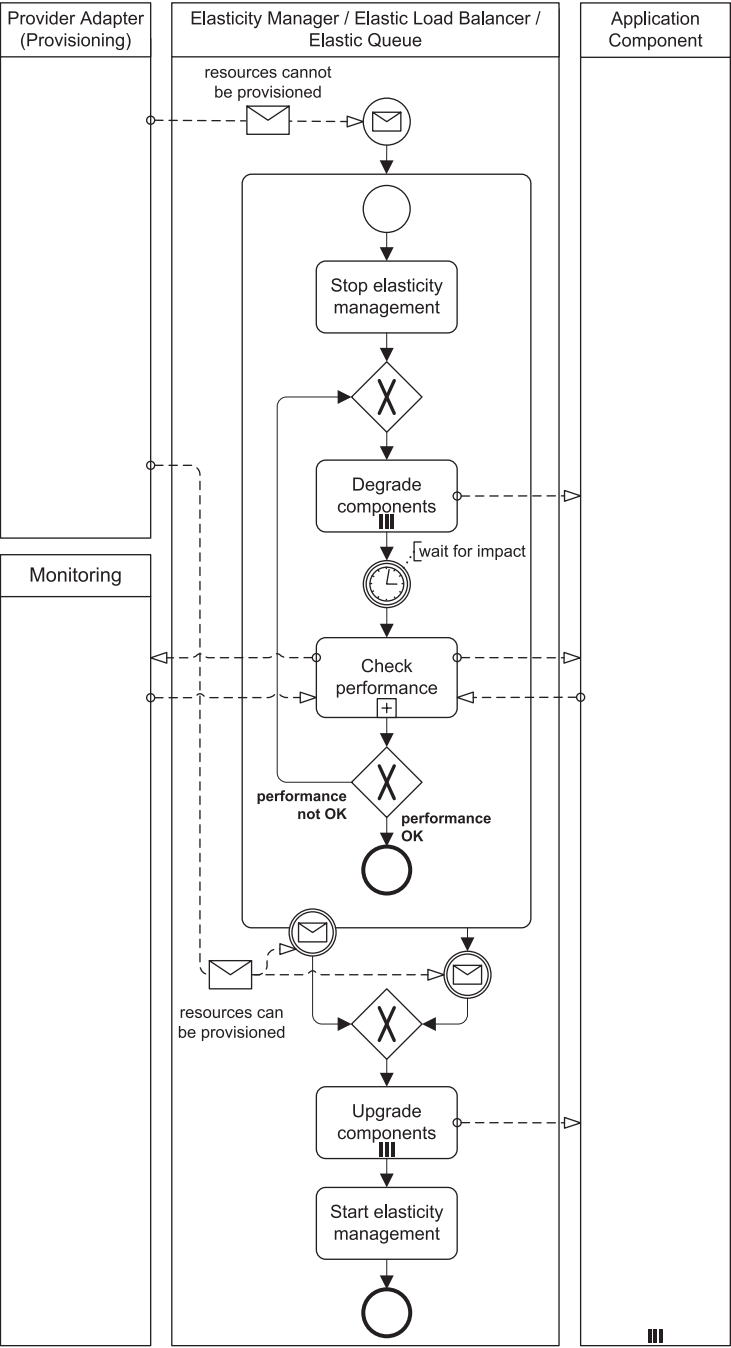 Provider Adapter
(Provisioning)
Elasticity Manager / Elastic Load Balancer /
Elastic Queue
Application
Component
resources cannot
be provisioned
Stop elasticity
management
X
Degrade
components
wait for impact
Monitoring
Check
performance
+
X
performance
not OK
performance
OK
resources can
be provisioned
X
Upgrade
components
Start elasticity
management